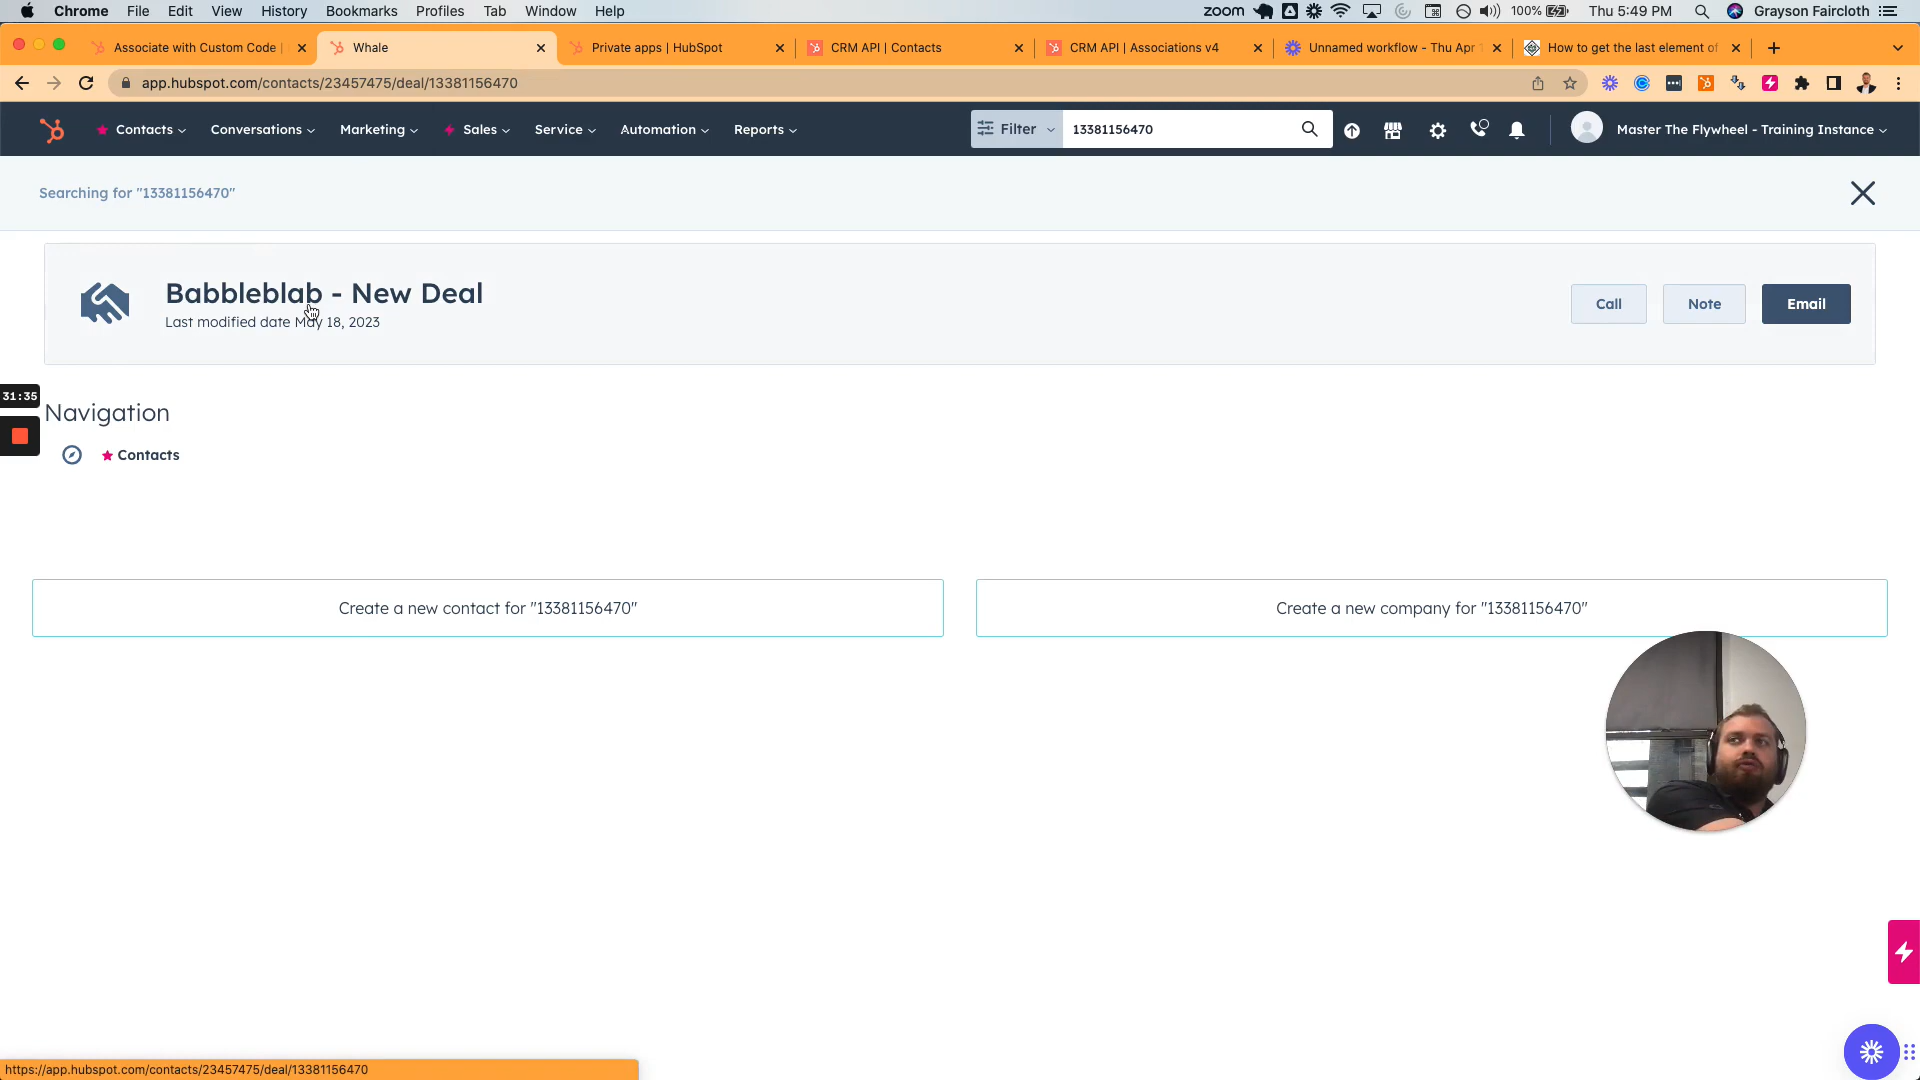 Chrome File Edit View History Bookmarks Profiles Tab Window Help zoom 100% Thu 5:49 PM Grayson Faircloth
Associate with Custom Code | Whale Private apps | HubSpot CRM API | Contacts CRM API | Associations v4 Unnamed workflow - Thu Apr How to get the last element of
app.hubspot.com/contacts/23457475/deal/13381156470
Contacts Conversations Marketing Sales Service Automation Reports Filter 13381156470 Master The Flywheel - Training Instance
Searching for "13381156470"
Babbleblab - New Deal
Last modified date May 18, 2023
Call Note Email
31:35
Navigation
Contacts
Create a new contact for "13381156470" Create a new company for "13381156470"
https://app.hubspot.com/contacts/23457475/deal/13381156470